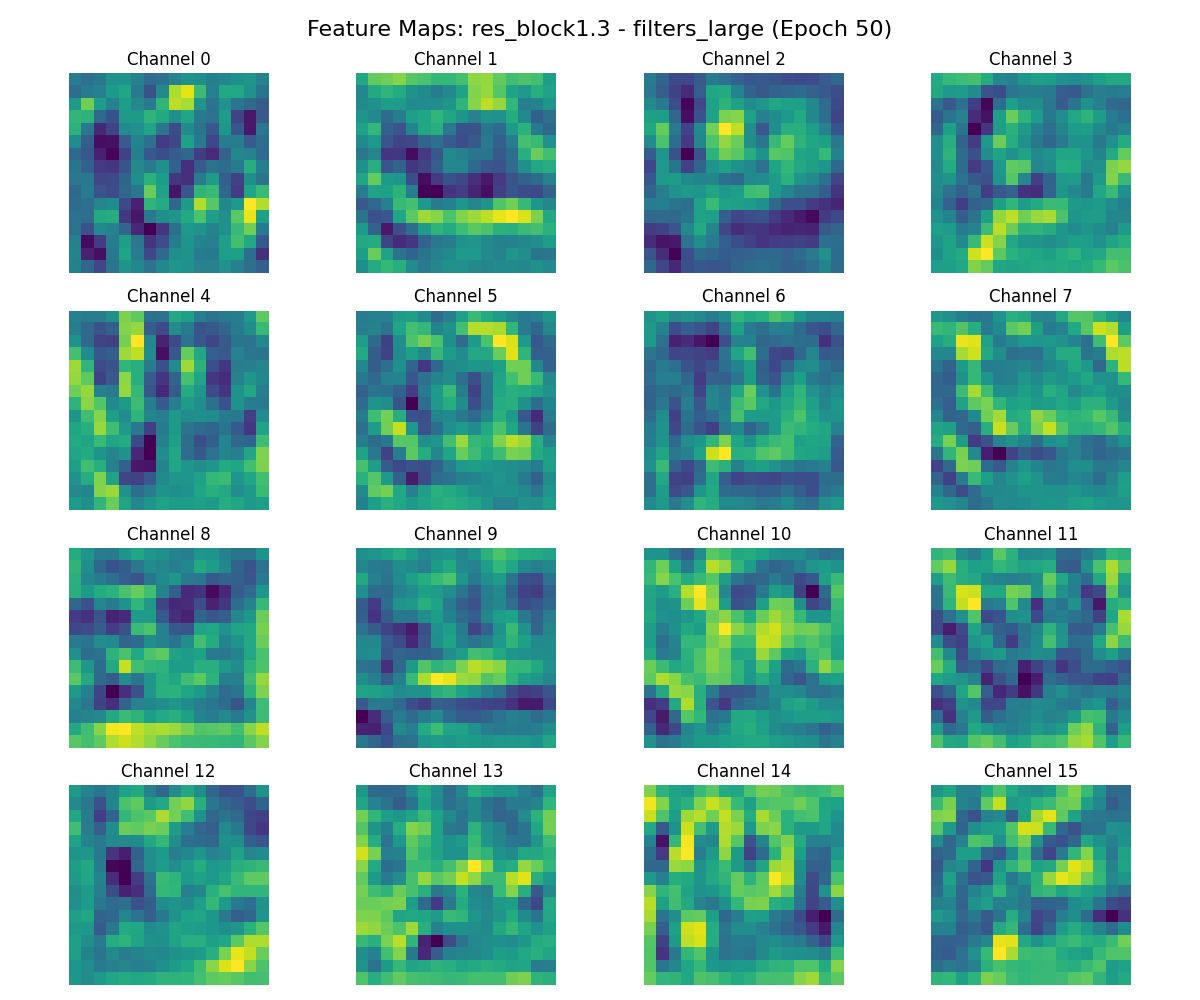 Feature Maps: res_block1.3 - filters_large (Epoch 50)
Channel 0
Channel 1
Channel 2
Channel 3
Channel 4
Channel 5
Channel 6
Channel 7
Channel 8
Channel 9
Channel 10
Channel 11
Channel 12
Channel 13
Channel 14
Channel 15